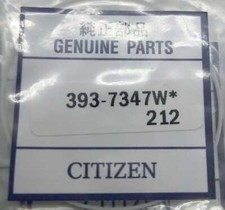 純正部品
GENUINE PARTS
393-7347W*
212
CITIZEN